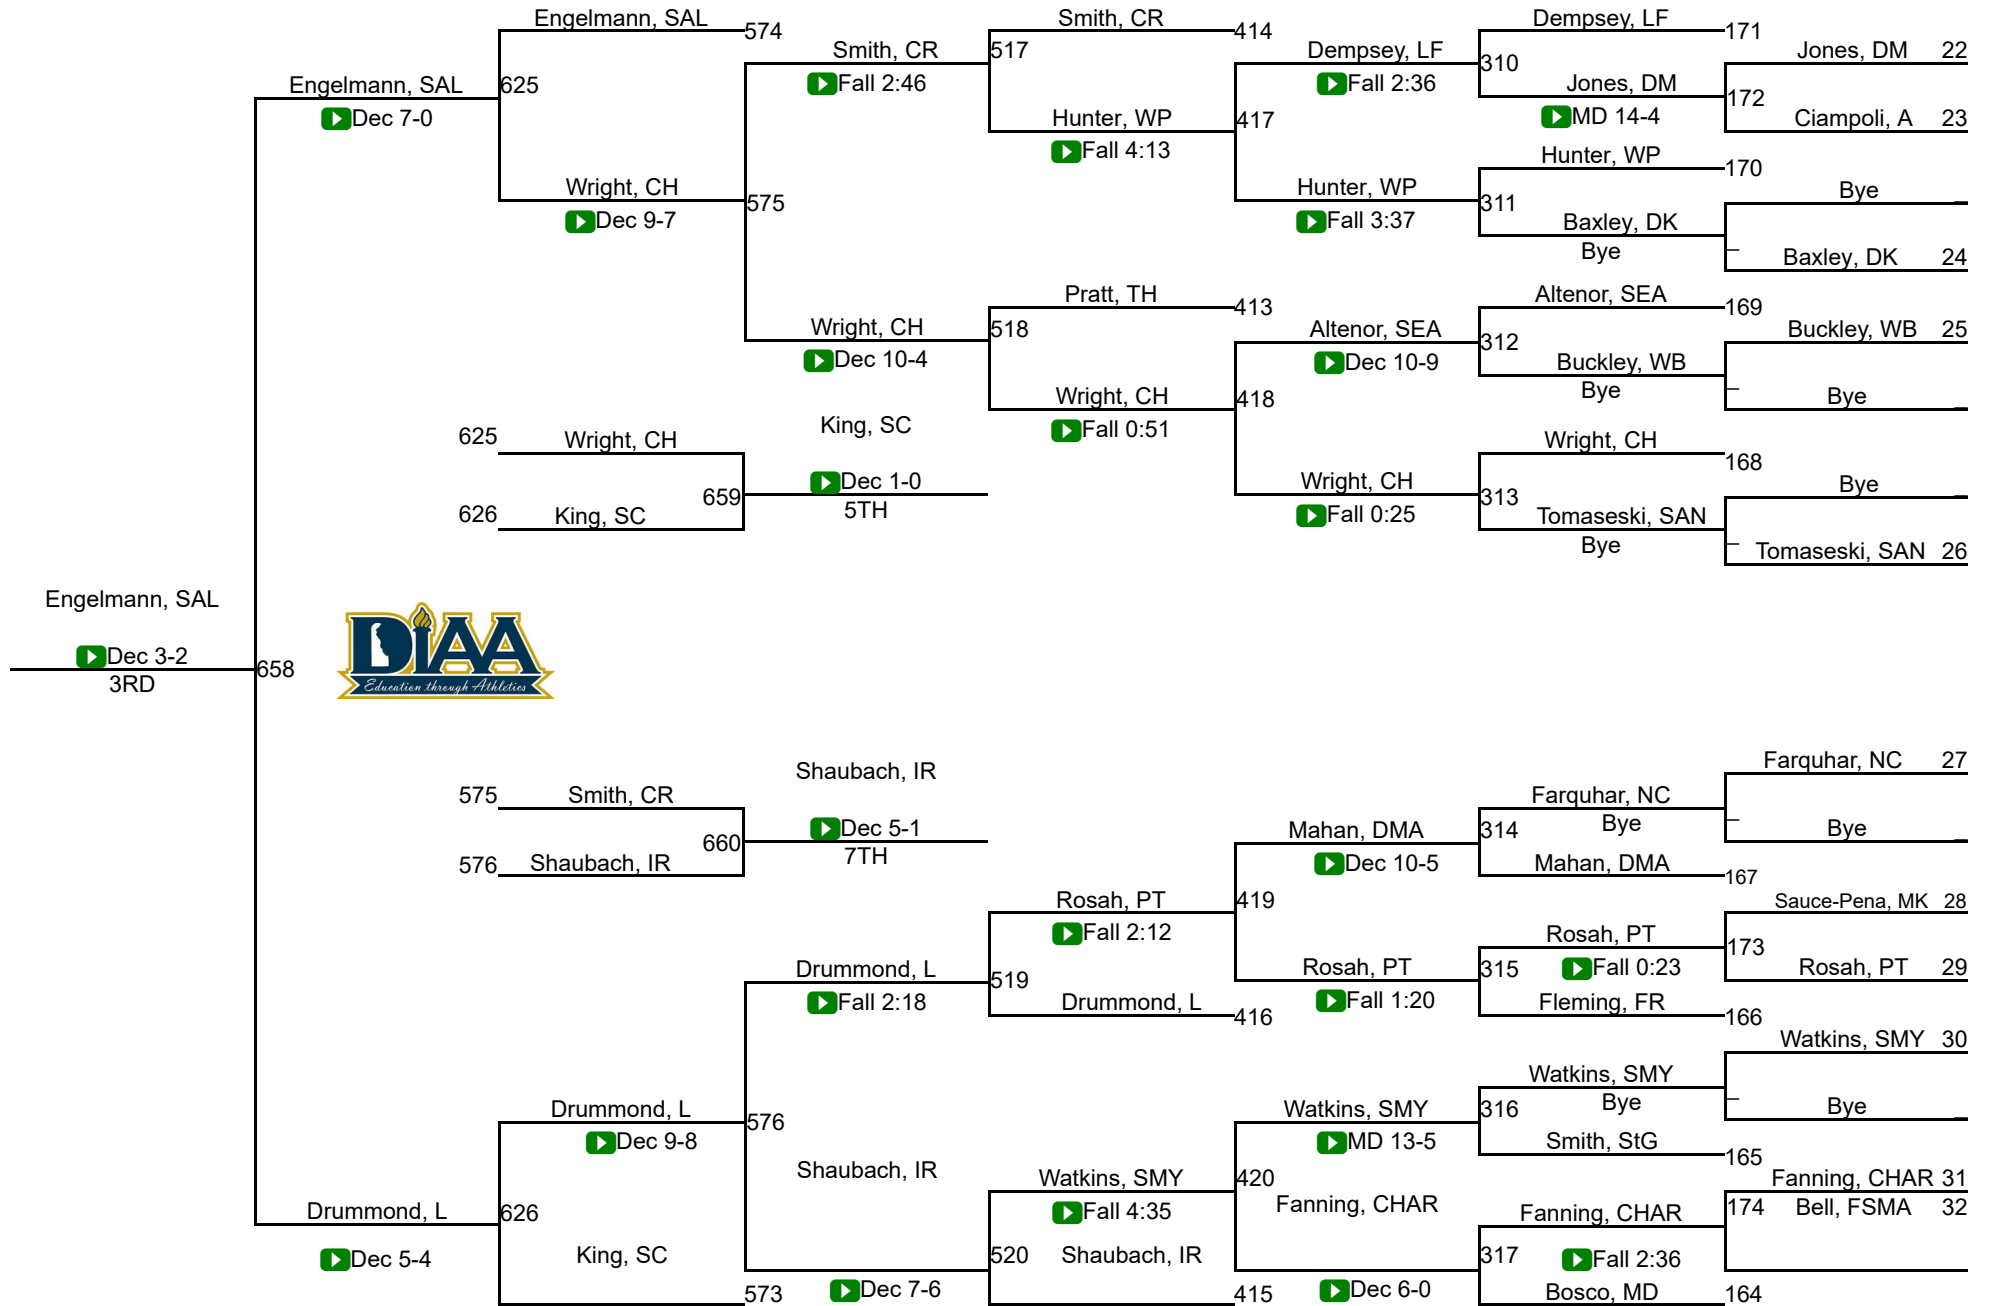 Engelmann, SAL
574
Smith, CR
414
Dempsey, LF
171
Smith, CR
517
Dempsey, LF
310
Jones, DM
22
Engelmann, SAL
625
Fall 2:46
Fall 2:36
Jones, DM
172
Dec 7-0
Hunter, WP
417
MD 14-4
Ciampoli, A
23
Fall 4:13
Hunter, WP
170
Wright, CH
575
Hunter, WP
311
Bye
Dec 9-7
Fall 3:37
Baxley, DK
Bye
Baxley, DK
24
Pratt, TH
413
Altenor, SEA
169
Wright, CH
518
Altenor, SEA
312
Buckley, WB
25
Dec 10-4
Dec 10-9
Buckley, WB
Bye
Wright, CH
418
Bye
625
Wright, CH
King, SC
Fall 0:51
Wright, CH
168
659
Dec 1-0
Wright, CH
313
Bye
626
King, SC
5TH
Fall 0:25
Tomaseski, SAN
Bye
Tomaseski, SAN
26
Engelmann, SAL
Dec 3-2
658
3RD
DIAA
Education through Athletics
Shaubach, IR
Farquhar, NC
27
575
Smith, CR
Farquhar, NC
660
Dec 5-1
Mahan, DMA
314
Bye
Bye
576
Shaubach, IR
7TH
Dec 10-5
Mahan, DMA
167
Rosah, PT
419
Sauce-Pena, MK
28
Fall 2:12
Rosah, PT
173
Drummond, L
519
Rosah, PT
315
Fall 0:23
Rosah, PT
29
Fall 2:18
Drummond, L
416
Fall 1:20
Fleming, FR
166
Watkins, SMY
30
Watkins, SMY
Drummond, L
576
Watkins, SMY
316
Bye
Bye
Dec 9-8
MD 13-5
Smith, StG
165
Shaubach, IR
Watkins, SMY
420
Fanning, CHAR
31
Drummond, L
626
Fall 4:35
Fanning, CHAR
Fanning, CHAR
174
Bell, FSMA
32
Dec 5-4
King, SC
520
Shaubach, IR
317
Fall 2:36
573
Dec 7-6
415
Dec 6-0
Bosco, MD
164